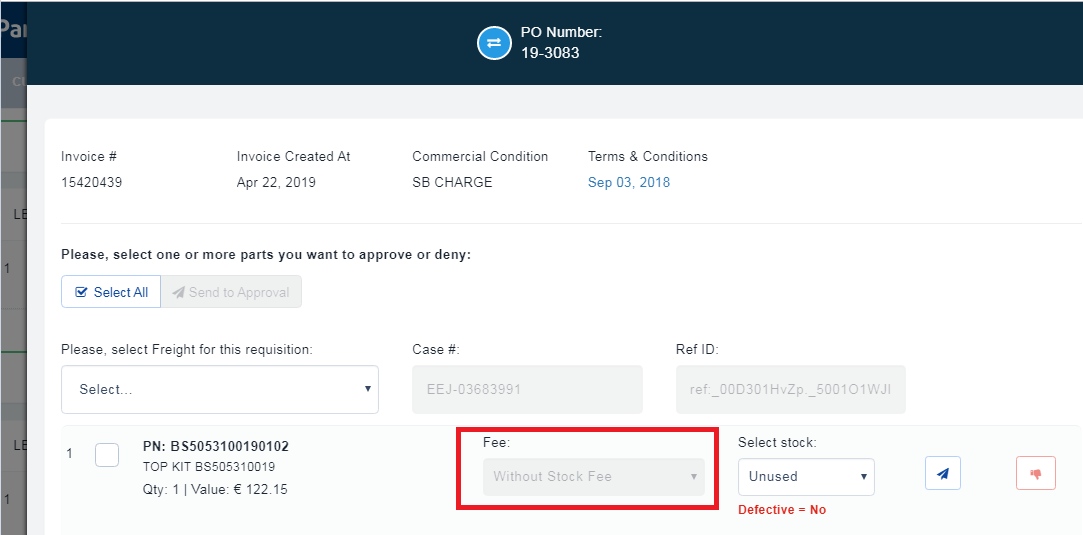 Par
PO Number:
19-3083
CU
Invoice #
Invoice Created At
Commercial Condition
Terms & Conditions
15420439
Apr 22, 2019
SB CHARGE
Sep 03, 2018
LE
Please, select one or more parts you want to approve or deny:
1
Select All
Send to Approval
Please, select Freight for this requisition:
Case #:
Ref ID:
Select...
EEJ-03683991
ref:_00D301HvZp._5001O1WJI
LE
1
PN: BS5053100190102
Fee:
Select stock:
TOP KIT BS505310019
Without Stock Fee
Unused
Qty: 1 | Value: € 122.15
1
Defective = No